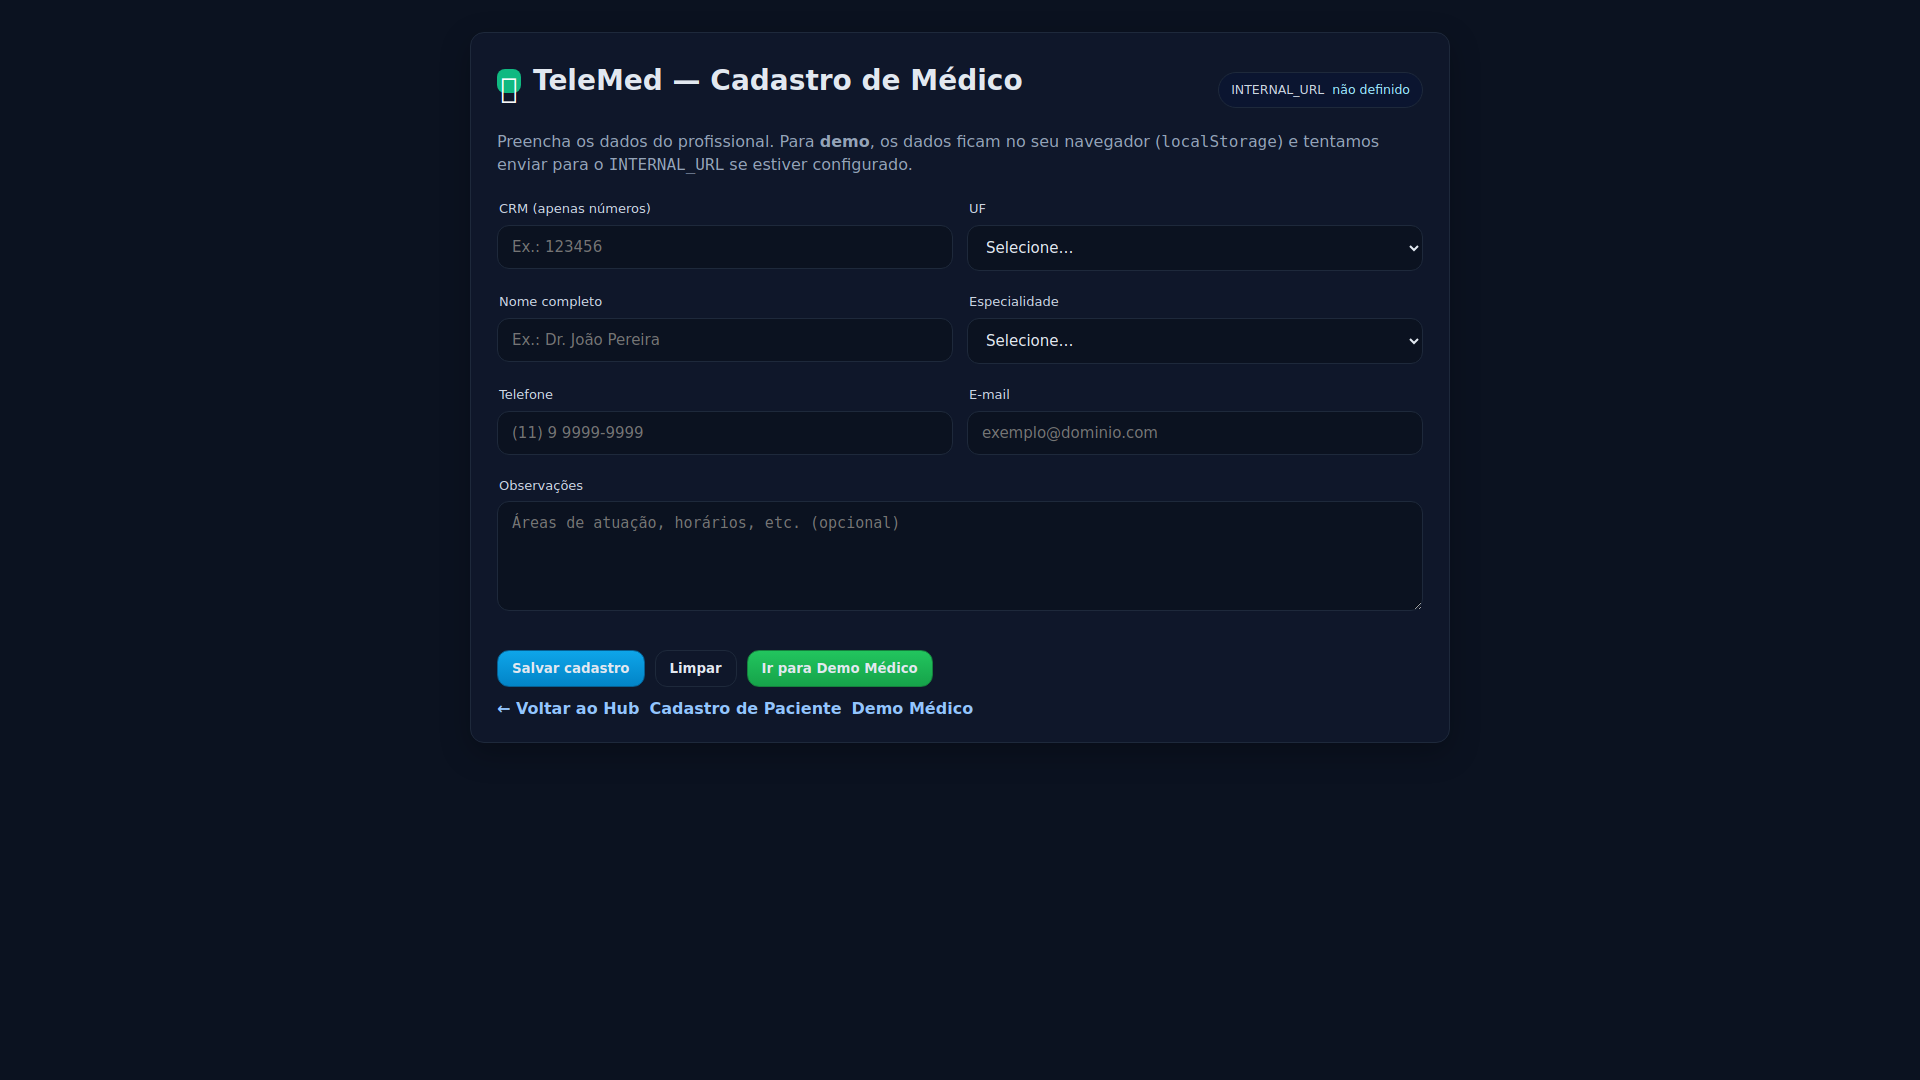 TeleMed — Cadastro de Médico
INTERNAL_URL não definido
Preencha os dados do profissional. Para demo, os dados ficam no seu navegador (localStorage) e tentamos
enviar para o INTERNAL_URL se estiver configurado.
CRM (apenas números)
UF
Ex.: 123456
Selecione...
Nome completo
Especialidade
Ex.: Dr. João Pereira
Selecione...
Telefone
E-mail
(11) 9 9999-9999
exemplo@dominio.com
Observações
Áreas de atuação, horários, etc. (opcional)
Salvar cadastro
Limpar
Ir para Demo Médico
← Voltar ao Hub Cadastro de Paciente Demo Médico